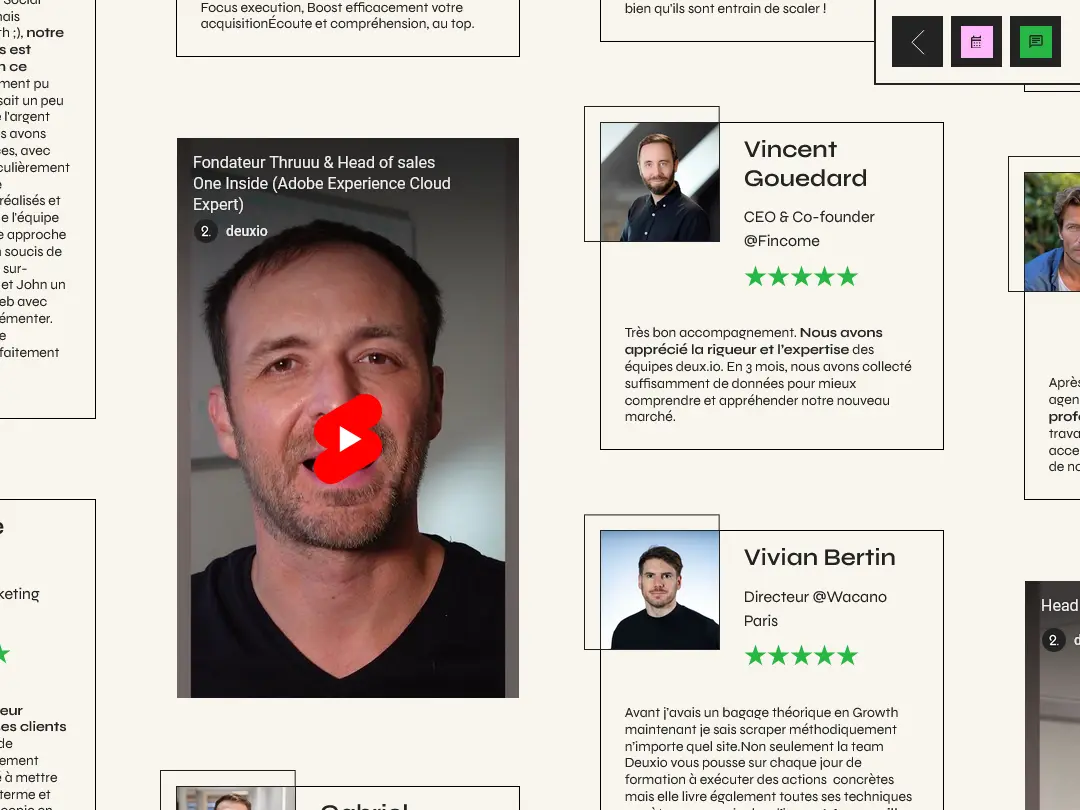 Social
mais
th ;), notre
s est
n ce
ment pu
sait un peu
l'argent
s avons
es, avec
culièrement
e
réalisés et
e l'équipe
e approche
soucis de
sur-
et John un
eb avec
émenter.
e
faitement
e
keting
eur
es clients
de
ement
é à mettre
terme et
Focus execution, Boost efficacement votre
acquisitionÉcoute et compréhension, au top.
Fondateur Thruuu & Head of sales
One Inside (Adobe Experience Cloud
Expert)
2. deuxio
Gabriel
bien qu'ils sont entrain de scaler !
Vincent
Gouedard
CEO & Co-founder
@Fincome
Très bon accompagnement. Nous avons
apprécié la rigueur et l'expertise des
équipes deux.io. En 3 mois, nous avons collecté
suffisamment de données pour mieux
comprendre et appréhender notre nouveau
marché.
Vivian Bertin
Directeur @Wacano
Paris
Avant j'avais un bagage théorique en Growth
maintenant je sais scraper méthodiquement
n'importe quel site.Non seulement la team
Deuxio vous pousse sur chaque jour de
formation à exécuter des actions concrètes
mais elle livre également toutes ses techniques
Après
agen
profe
trava
acce
de no
Head
2. d